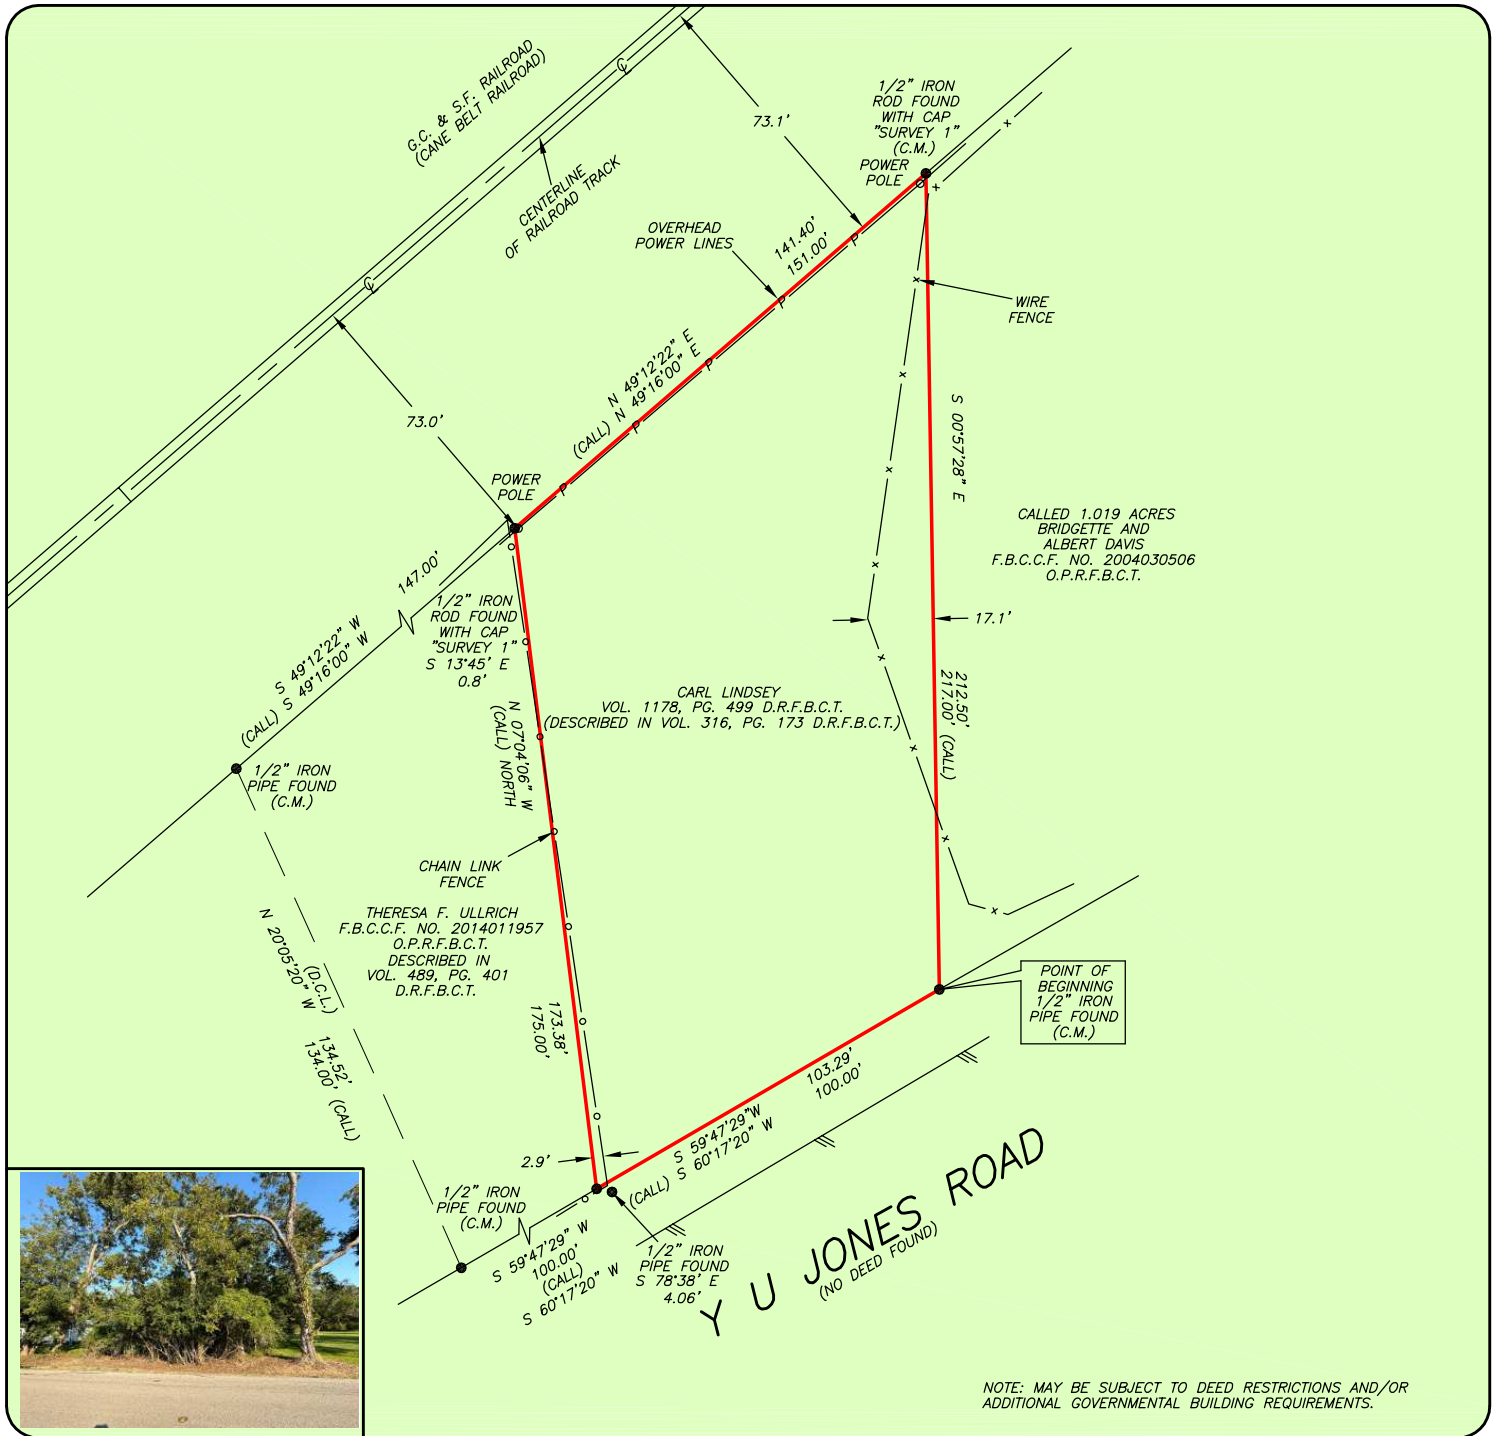 G.C. & S.F. RAILROAD
(CANE BELT RAILROAD)
℄
CENTERLINE
OF RAILROAD TRACK
73.1'
1/2" IRON
ROD FOUND
WITH CAP
"SURVEY 1"
(C.M.)
POWER
POLE
OVERHEAD
POWER LINES
141.40'
151.00'
P
x
x
WIRE
FENCE
℄
73.0'
N 49°12'22" E
(CALL) N 49°16'00" E
P
P
P
P
POWER
POLE
S 00°57'28" E
CALLED 1.019 ACRES
BRIDGETTE AND
ALBERT DAVIS
F.B.C.C.F. NO. 2004030506
O.P.R.F.B.C.T.
17.1'
147.00'
S 49°12'22" W
(CALL) S 49°16'00" W
1/2" IRON
ROD FOUND
WITH CAP
"SURVEY 1"
S 13°45' E
0.8'
CARL LINDSEY
VOL. 1178, PG. 499 D.R.F.B.C.T.
(DESCRIBED IN VOL. 316, PG. 173 D.R.F.B.C.T.)
212.50'
217.00' (CALL)
N 07°04'06" W
(CALL) NORTH
1/2" IRON
PIPE FOUND
(C.M.)
CHAIN LINK
FENCE
THERESA F. ULLRICH
F.B.C.C.F. NO. 2014011957
O.P.R.F.B.C.T.
DESCRIBED IN
VOL. 489, PG. 401
D.R.F.B.C.T.
(D.C.L.)
N 20°05'20" W 134.52'
134.00' (CALL)
173.38'
175.00'
POINT OF
BEGINNING
1/2" IRON
PIPE FOUND
(C.M.)
103.29'
100.00'
S 59°47'29"W
(CALL) S 60°17'20" W
2.9'
1/2" IRON
PIPE FOUND
(C.M.)
S 59°47'29" W
100.00'
(CALL)
S 60°17'20" W
1/2" IRON
PIPE FOUND
S 78°38' E
4.06'
Y U JONES ROAD
(NO DEED FOUND)
NOTE: MAY BE SUBJECT TO DEED RESTRICTIONS AND/OR
ADDITIONAL GOVERNMENTAL BUILDING REQUIREMENTS.